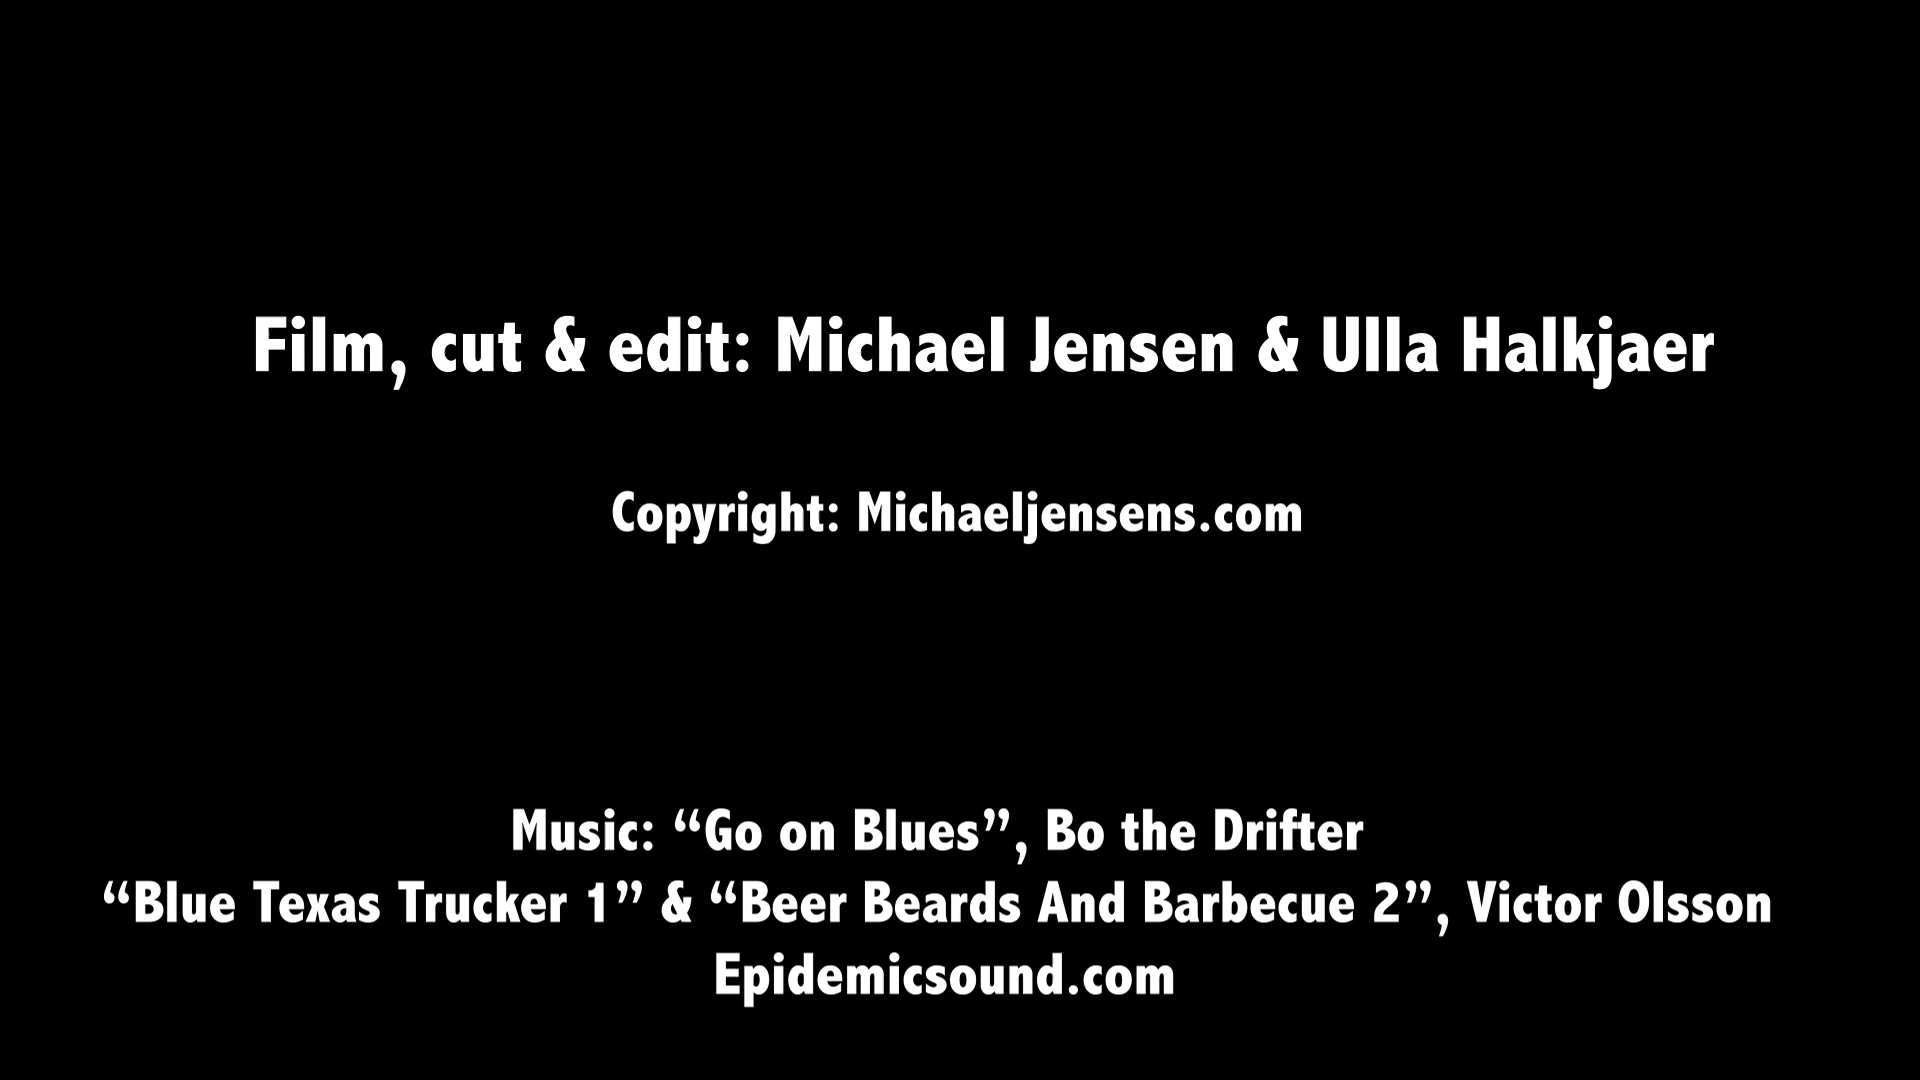 Film, cut & edit: Michael Jensen & Ulla Halkjaer
Copyright: Michaeljensens.com
Music: “Go on Blues”, Bo the Drifter
“Blue Texas Trucker 1” & “Beer Beards And Barbecue 2”, Victor Olsson
Epidemicsound.com